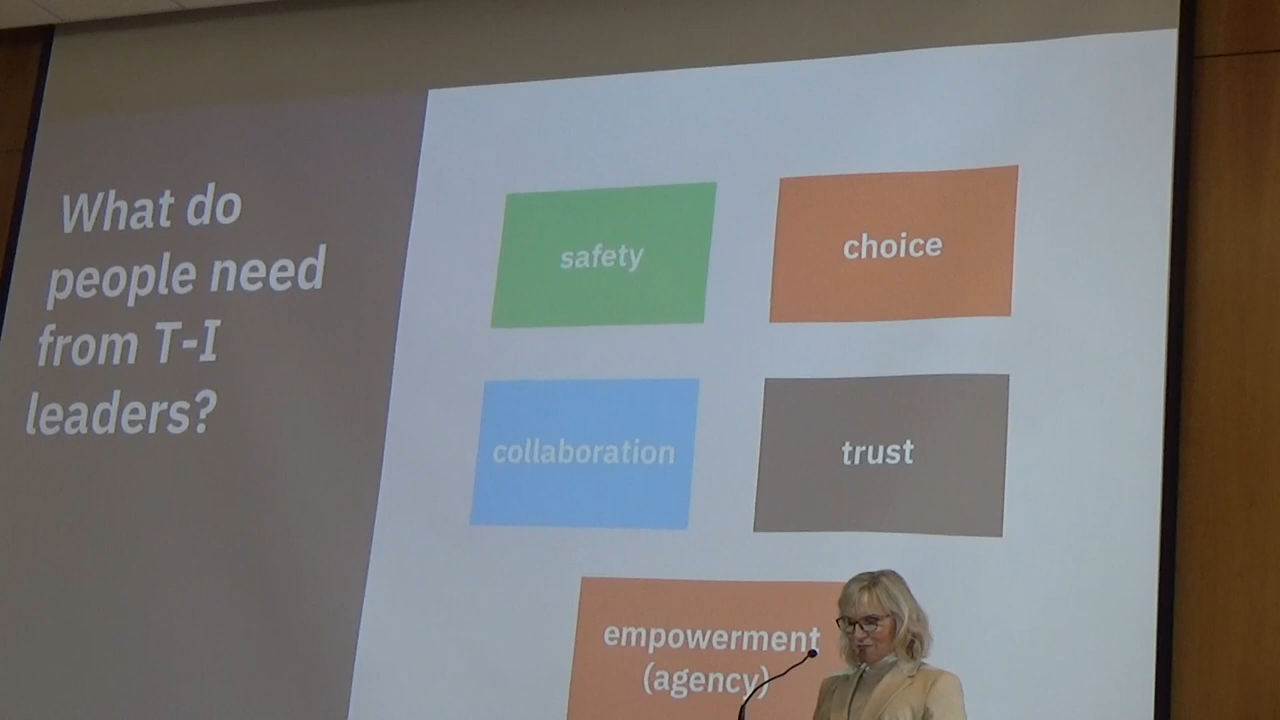 What do
people need
from T-I
leaders?
safety
choice
collaboration
trust
empowerment
(agency)